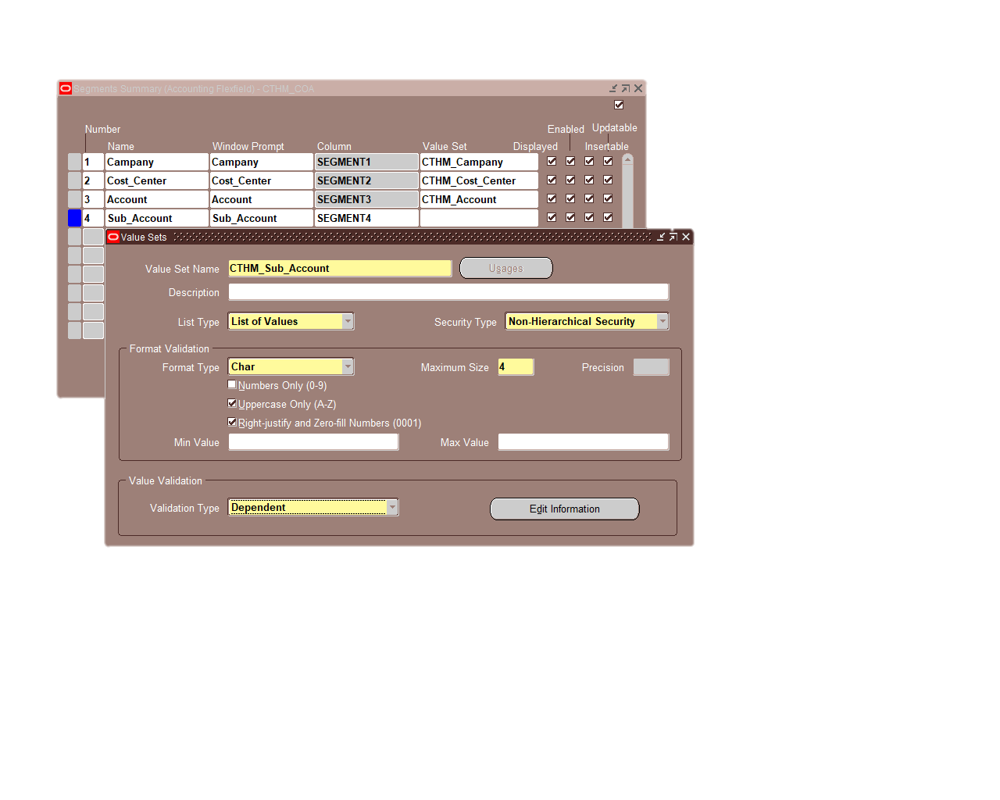 Segments Summary (Accounting Flexfield) - CTHM_COA
Number
Enabled
Updatable
Name Window Prompt Column Value Set Displayed Insertable
1 Campany Campany SEGMENT1 CTHM_Campany
2 Cost_Center Cost_Center SEGMENT2 CTHM_Cost_Center
3 Account Account SEGMENT3 CTHM_Account
4 Sub_Account Sub_Account SEGMENT4
Value Sets
Value Set Name CTHM_Sub_Account Usages
Description
List Type List of Values Security Type Non-Hierarchical Security
Format Validation
Format Type Char Maximum Size 4 Precision
Numbers Only (0-9)
Uppercase Only (A-Z)
Right-justify and Zero-fill Numbers (0001)
Min Value Max Value
Value Validation
Validation Type Dependent Edit Information